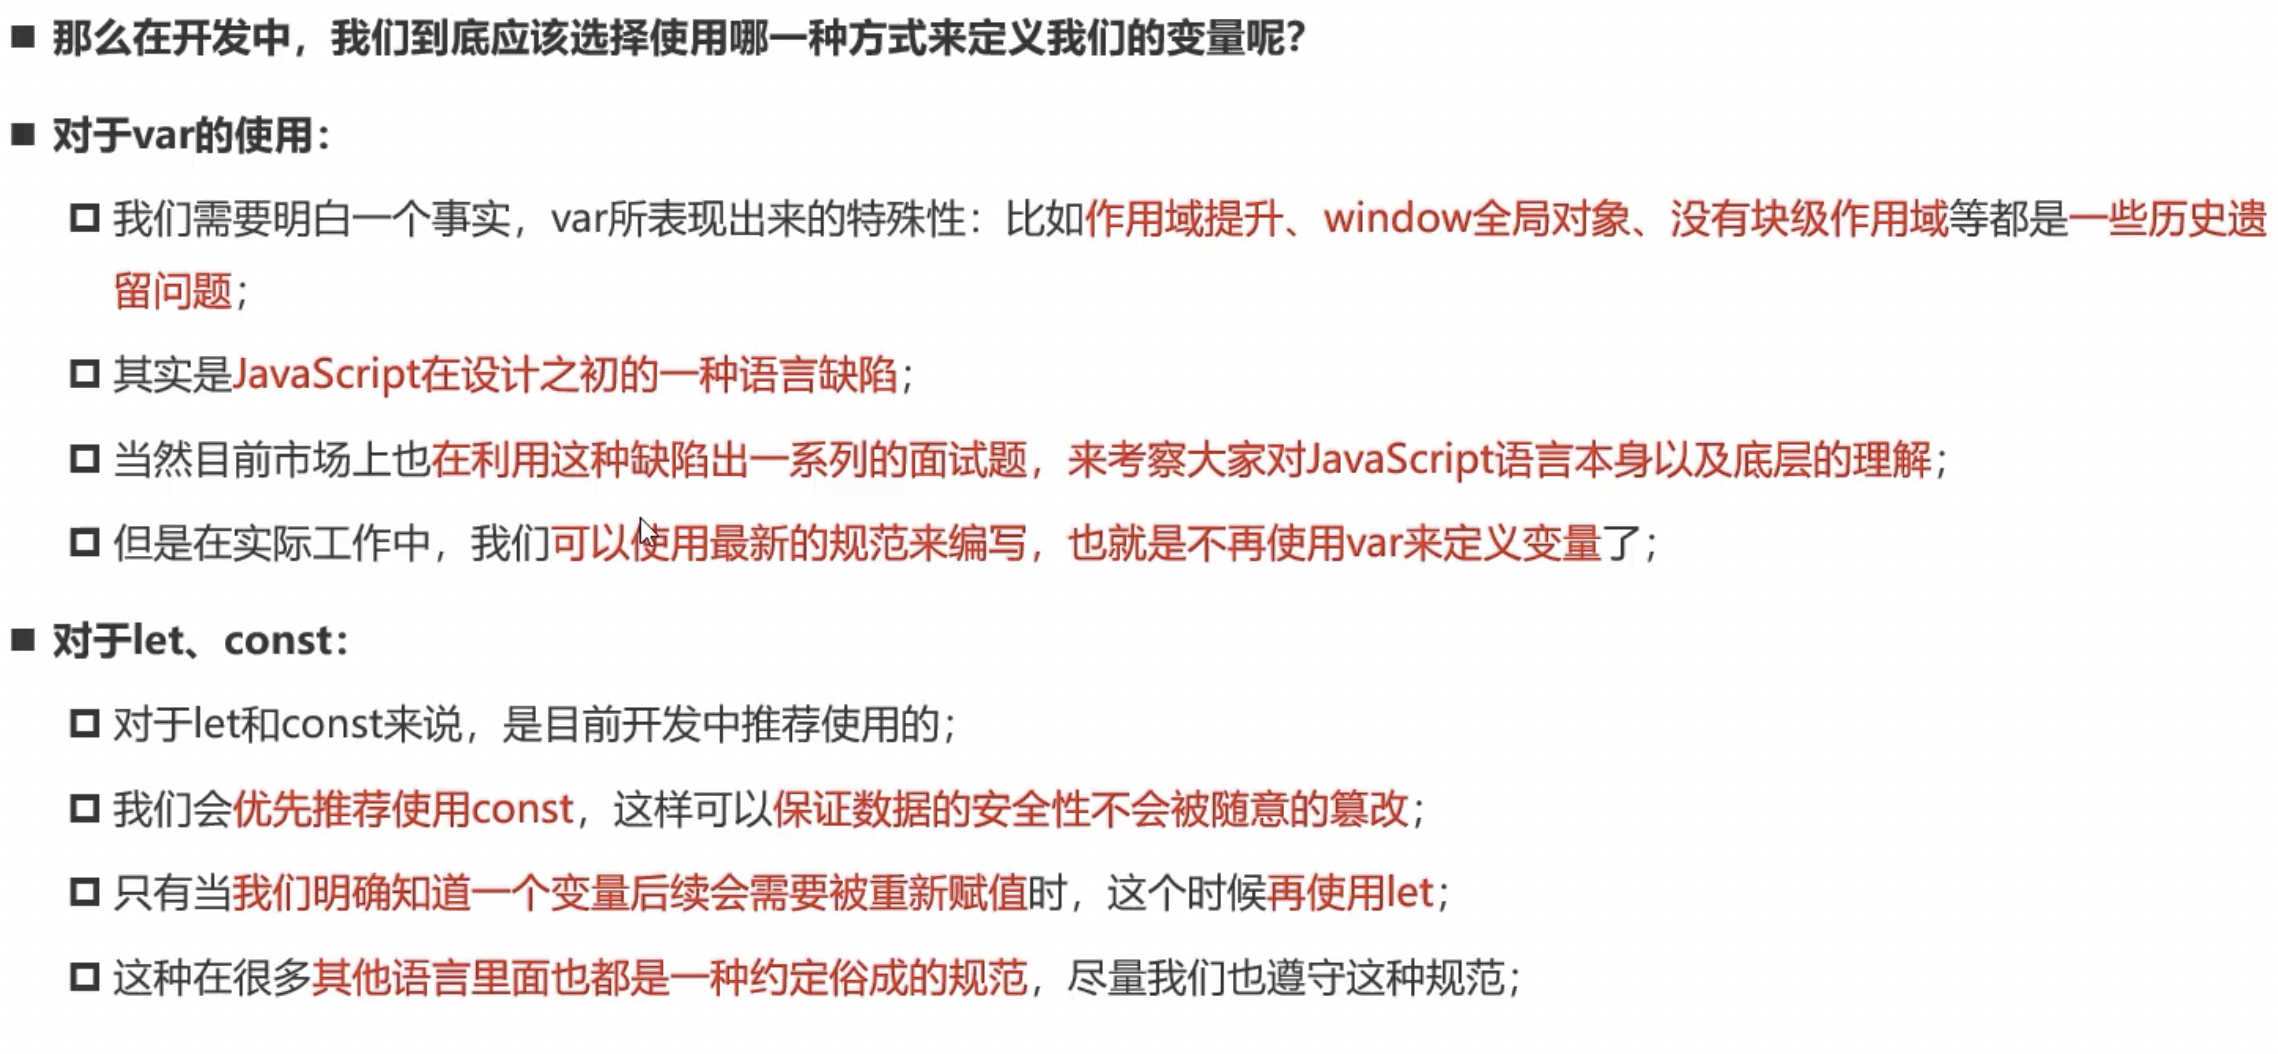 那么在开发中，我们到底应该选择使用哪一种方式来定义我们的变量呢？
对于var的使用：
我们需要明白一个事实，var所表现出来的特殊性：比如作用域提升、window全局对象、没有块级作用域等都是一些历史遗
留问题；
其实是JavaScript在设计之初的一种语言缺陷；
当然目前市场上也在利用这种缺陷出一系列的面试题，来考察大家对JavaScript语言本身以及底层的理解；
但是在实际工作中，我们可以使用最新的规范来编写，也就是不再使用var来定义变量了；
对于let、const：
对于let和const来说，是目前开发中推荐使用的；
我们会优先推荐使用const，这样可以保证数据的安全性不会被随意的篡改；
只有当我们明确知道一个变量后续会需要被重新赋值时，这个时候再使用let；
这种在很多其他语言里面也都是一种约定俗成的规范，尽量我们也遵守这种规范；